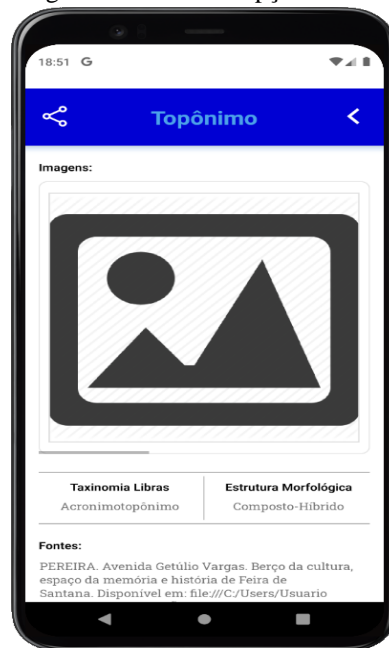 18:51 G
Topônimo
Imagens:
Taxinomia Libras
Estrutura Morfológica
Acronimotopônimo
Composto-Híbrido
Fontes:
PEREIRA. Avenida Getúlio Vargas. Berço da cultura,
espaço da memória e história de Feira de
Santana. Disponível em: file:///C:/Users/Usuario